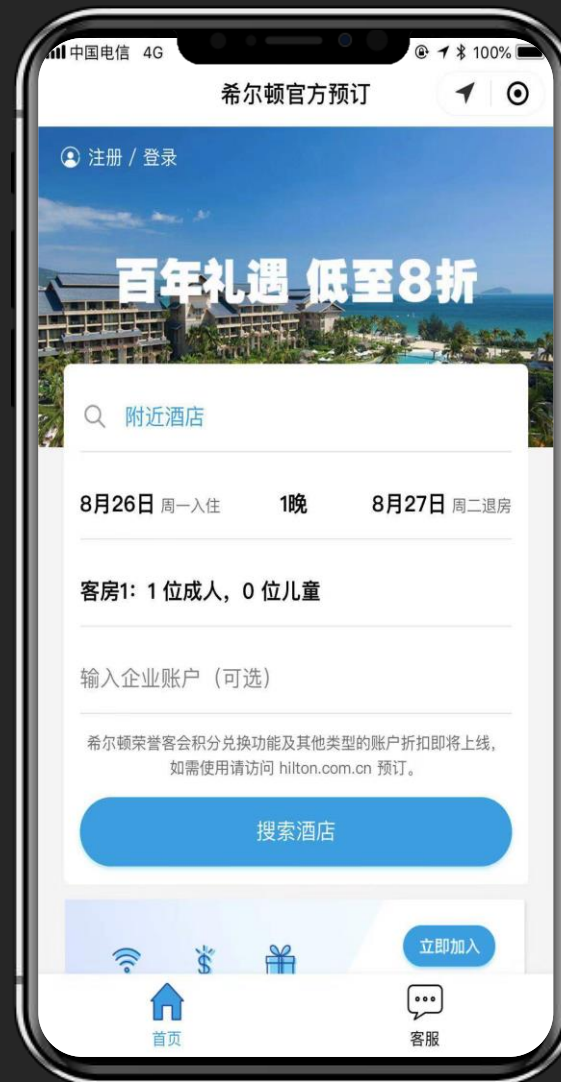 中国电信 4G
100%
希尔顿官方预订
注册 / 登录
百年礼遇 低至8折
附近酒店
8月26日 周一入住 1晚 8月27日 周二退房
客房1：1 位成人，0 位儿童
输入企业账户（可选）
希尔顿荣誉客会积分兑换功能及其他类型的账户折扣即将上线，
如需使用请访问 hilton.com.cn 预订。
搜索酒店
立即加入
首页 客服